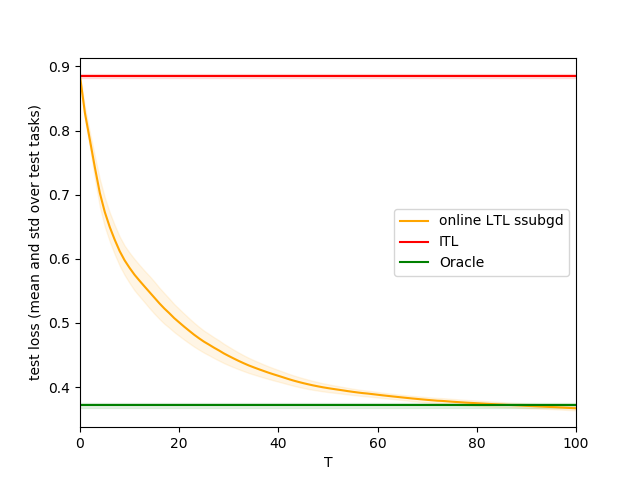 0.9
0.8
0.7
0.6
0.5
0.4
test loss (mean and std over test tasks)
online LTL ssubgd
ITL
Oracle
0 20 40 60 80 100
T